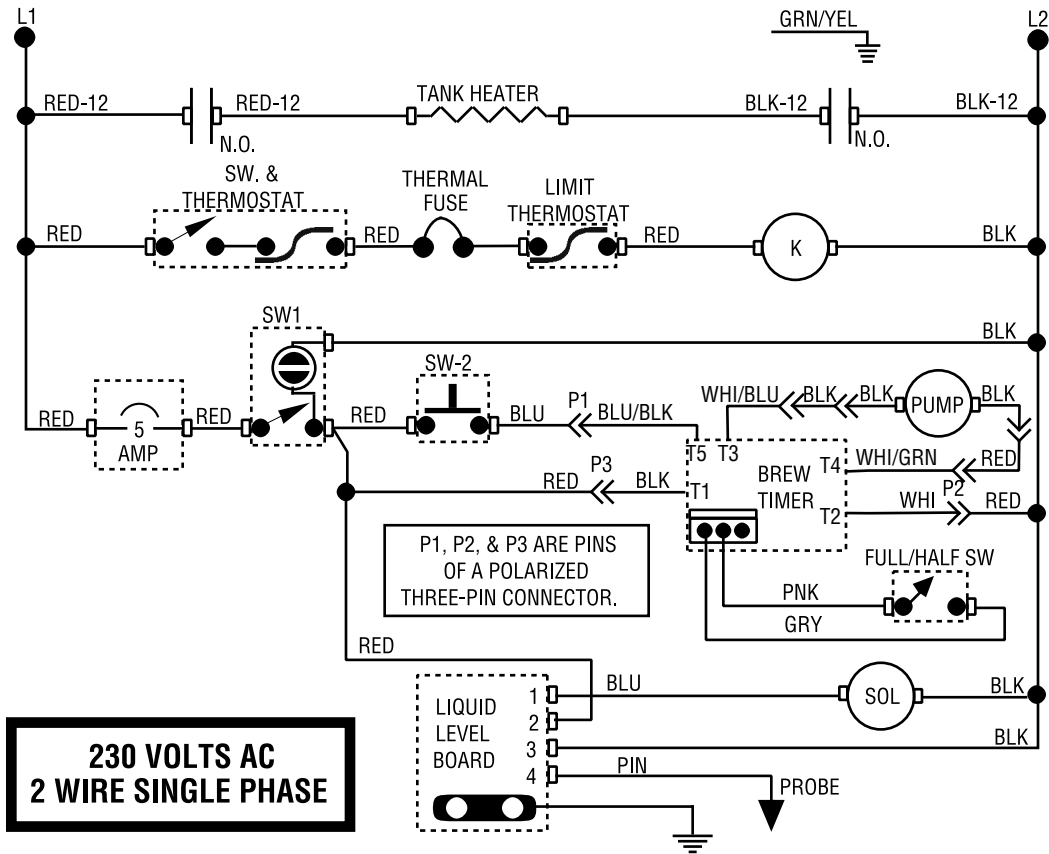 L1
GRN/YEL
L2
RED-12
RED-12
TANK HEATER
BLK-12
BLK-12
N.O.
N.O.
SW. &
THERMOSTAT
THERMAL
FUSE
LIMIT
THERMOSTAT
RED
RED
RED
K
BLK
SW1
BLK
SW-2
RED
5
AMP
RED
RED
BLU
P1
BLU/BLK
WHI/BLU
BLK
BLK
PUMP
BLK
T5
T3
T4
WHI/GRN
RED
BREW
TIMER
RED
P3
BLK
T1
T2
WHI
P2
RED
P1, P2, & P3 ARE PINS
OF A POLARIZED
THREE-PIN CONNECTOR.
FULL/HALF SW
PNK
GRY
RED
LIQUID
LEVEL
BOARD
1
BLU
SOL
BLK
2
3
BLK
4
PIN
PROBE
230 VOLTS AC
2 WIRE SINGLE PHASE